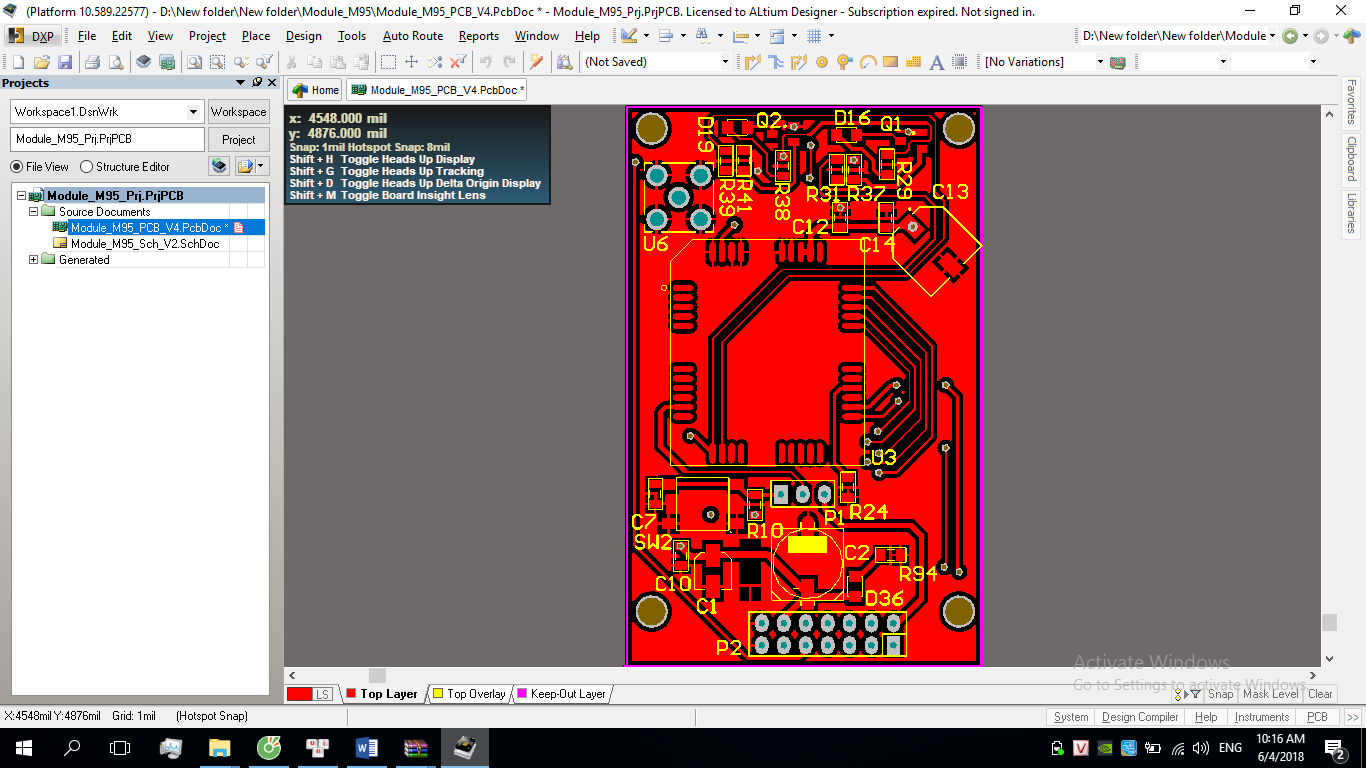 (Platform 10.589.22577) - D:\New folder\New folder\Module_M95\Module_M95_PCB_V4.PcbDoc * - Module_M95_Prj.PrjPCB. Licensed to ALtium Designer - Subscription expired. Not signed in.
DXP File Edit View Project Place Design Tools Auto Route Reports Window Help D:\New folder\New folder\Module
(Not Saved) [No Variations]
Projects
Workspace1.DsnWrk Workspace
Module_M95_Prj.PrjPCB Project
File View Structure Editor
Module_M95_Prj.PrjPCB
Source Documents
Module_M95_PCB_V4.PcbDoc *
Module_M95_Sch_V2.SchDoc
Generated
Home Module_M95_PCB_V4.PcbDoc *
x: 4548.000 mil
y: 4876.000 mil
Snap: 1mil Hotspot Snap: 8mil
Shift + H Toggle Heads Up Display
Shift + G Toggle Heads Up Tracking
Shift + D Toggle Heads Up Delta Origin Display
Shift + M Toggle Board Insight Lens
D19 Q2 D16 Q1
R39 R41 R38 R31 R37 R29 C13
U6 C12 C14
U3
C7 R10 P1 R24
SW2 C2
C10 R94
C1 D36
P2
Favorites
Clipboard
Libraries
Activate Windows
Go to Settings to activate Windows.
LS Top Layer Top Overlay Keep-Out Layer Snap Mask Level Clear
X:4548mil Y:4876mil Grid: 1mil (Hotspot Snap) System Design Compiler Help Instruments PCB >>
ENG 10:16 AM
6/4/2018
2